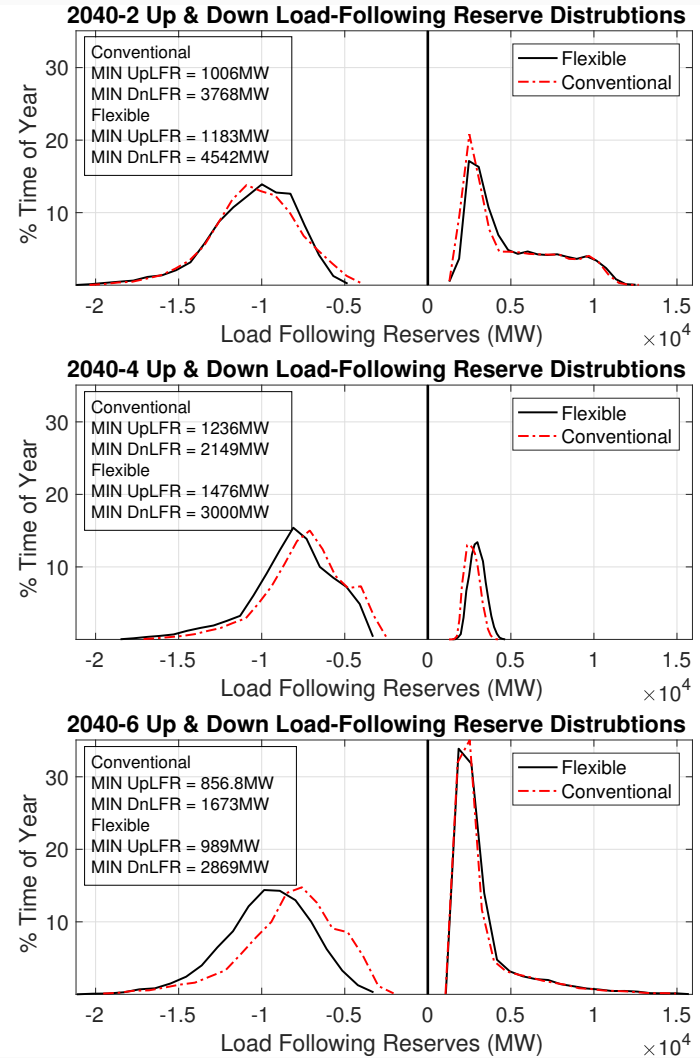 2040-2 Up & Down Load-Following Reserve Distrubtions
Conventional
MIN UpLFR = 1006MW
MIN DnLFR = 3768MW
Flexible
MIN UpLFR = 1183MW
MIN DnLFR = 4542MW
Flexible
Conventional
% Time of Year
30
20
10
-2 -1.5 -1 -0.5 0 0.5 1 1.5
Load Following Reserves (MW)
×10^4
2040-4 Up & Down Load-Following Reserve Distrubtions
Conventional
MIN UpLFR = 1236MW
MIN DnLFR = 2149MW
Flexible
MIN UpLFR = 1476MW
MIN DnLFR = 3000MW
Flexible
Conventional
% Time of Year
30
20
10
-2 -1.5 -1 -0.5 0 0.5 1 1.5
Load Following Reserves (MW)
×10^4
2040-6 Up & Down Load-Following Reserve Distrubtions
Conventional
MIN UpLFR = 856.8MW
MIN DnLFR = 1673MW
Flexible
MIN UpLFR = 989MW
MIN DnLFR = 2869MW
Flexible
Conventional
% Time of Year
30
20
10
-2 -1.5 -1 -0.5 0 0.5 1 1.5
Load Following Reserves (MW)
×10^4